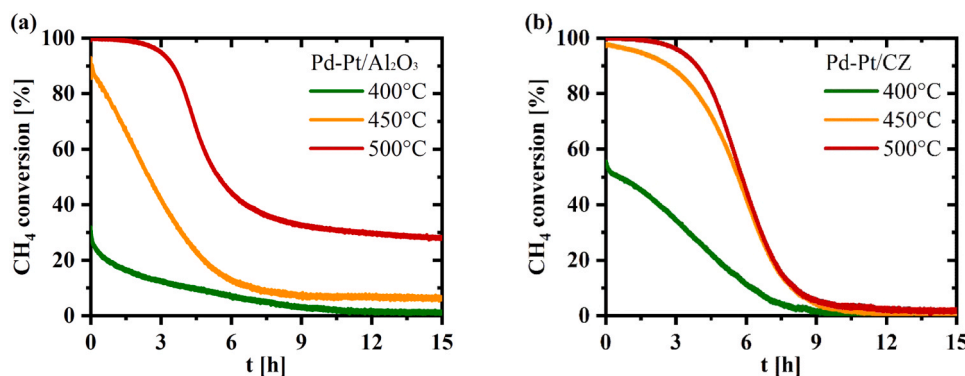 (a)
Pd-Pt/Al₂O₃
400°C
450°C
500°C
CH₄ conversion [%]
100
80
60
40
20
0
0 3 6 9 12 15
t [h]
(b)
Pd-Pt/CZ
400°C
450°C
500°C
CH₄ conversion [%]
100
80
60
40
20
0
0 3 6 9 12 15
t [h]